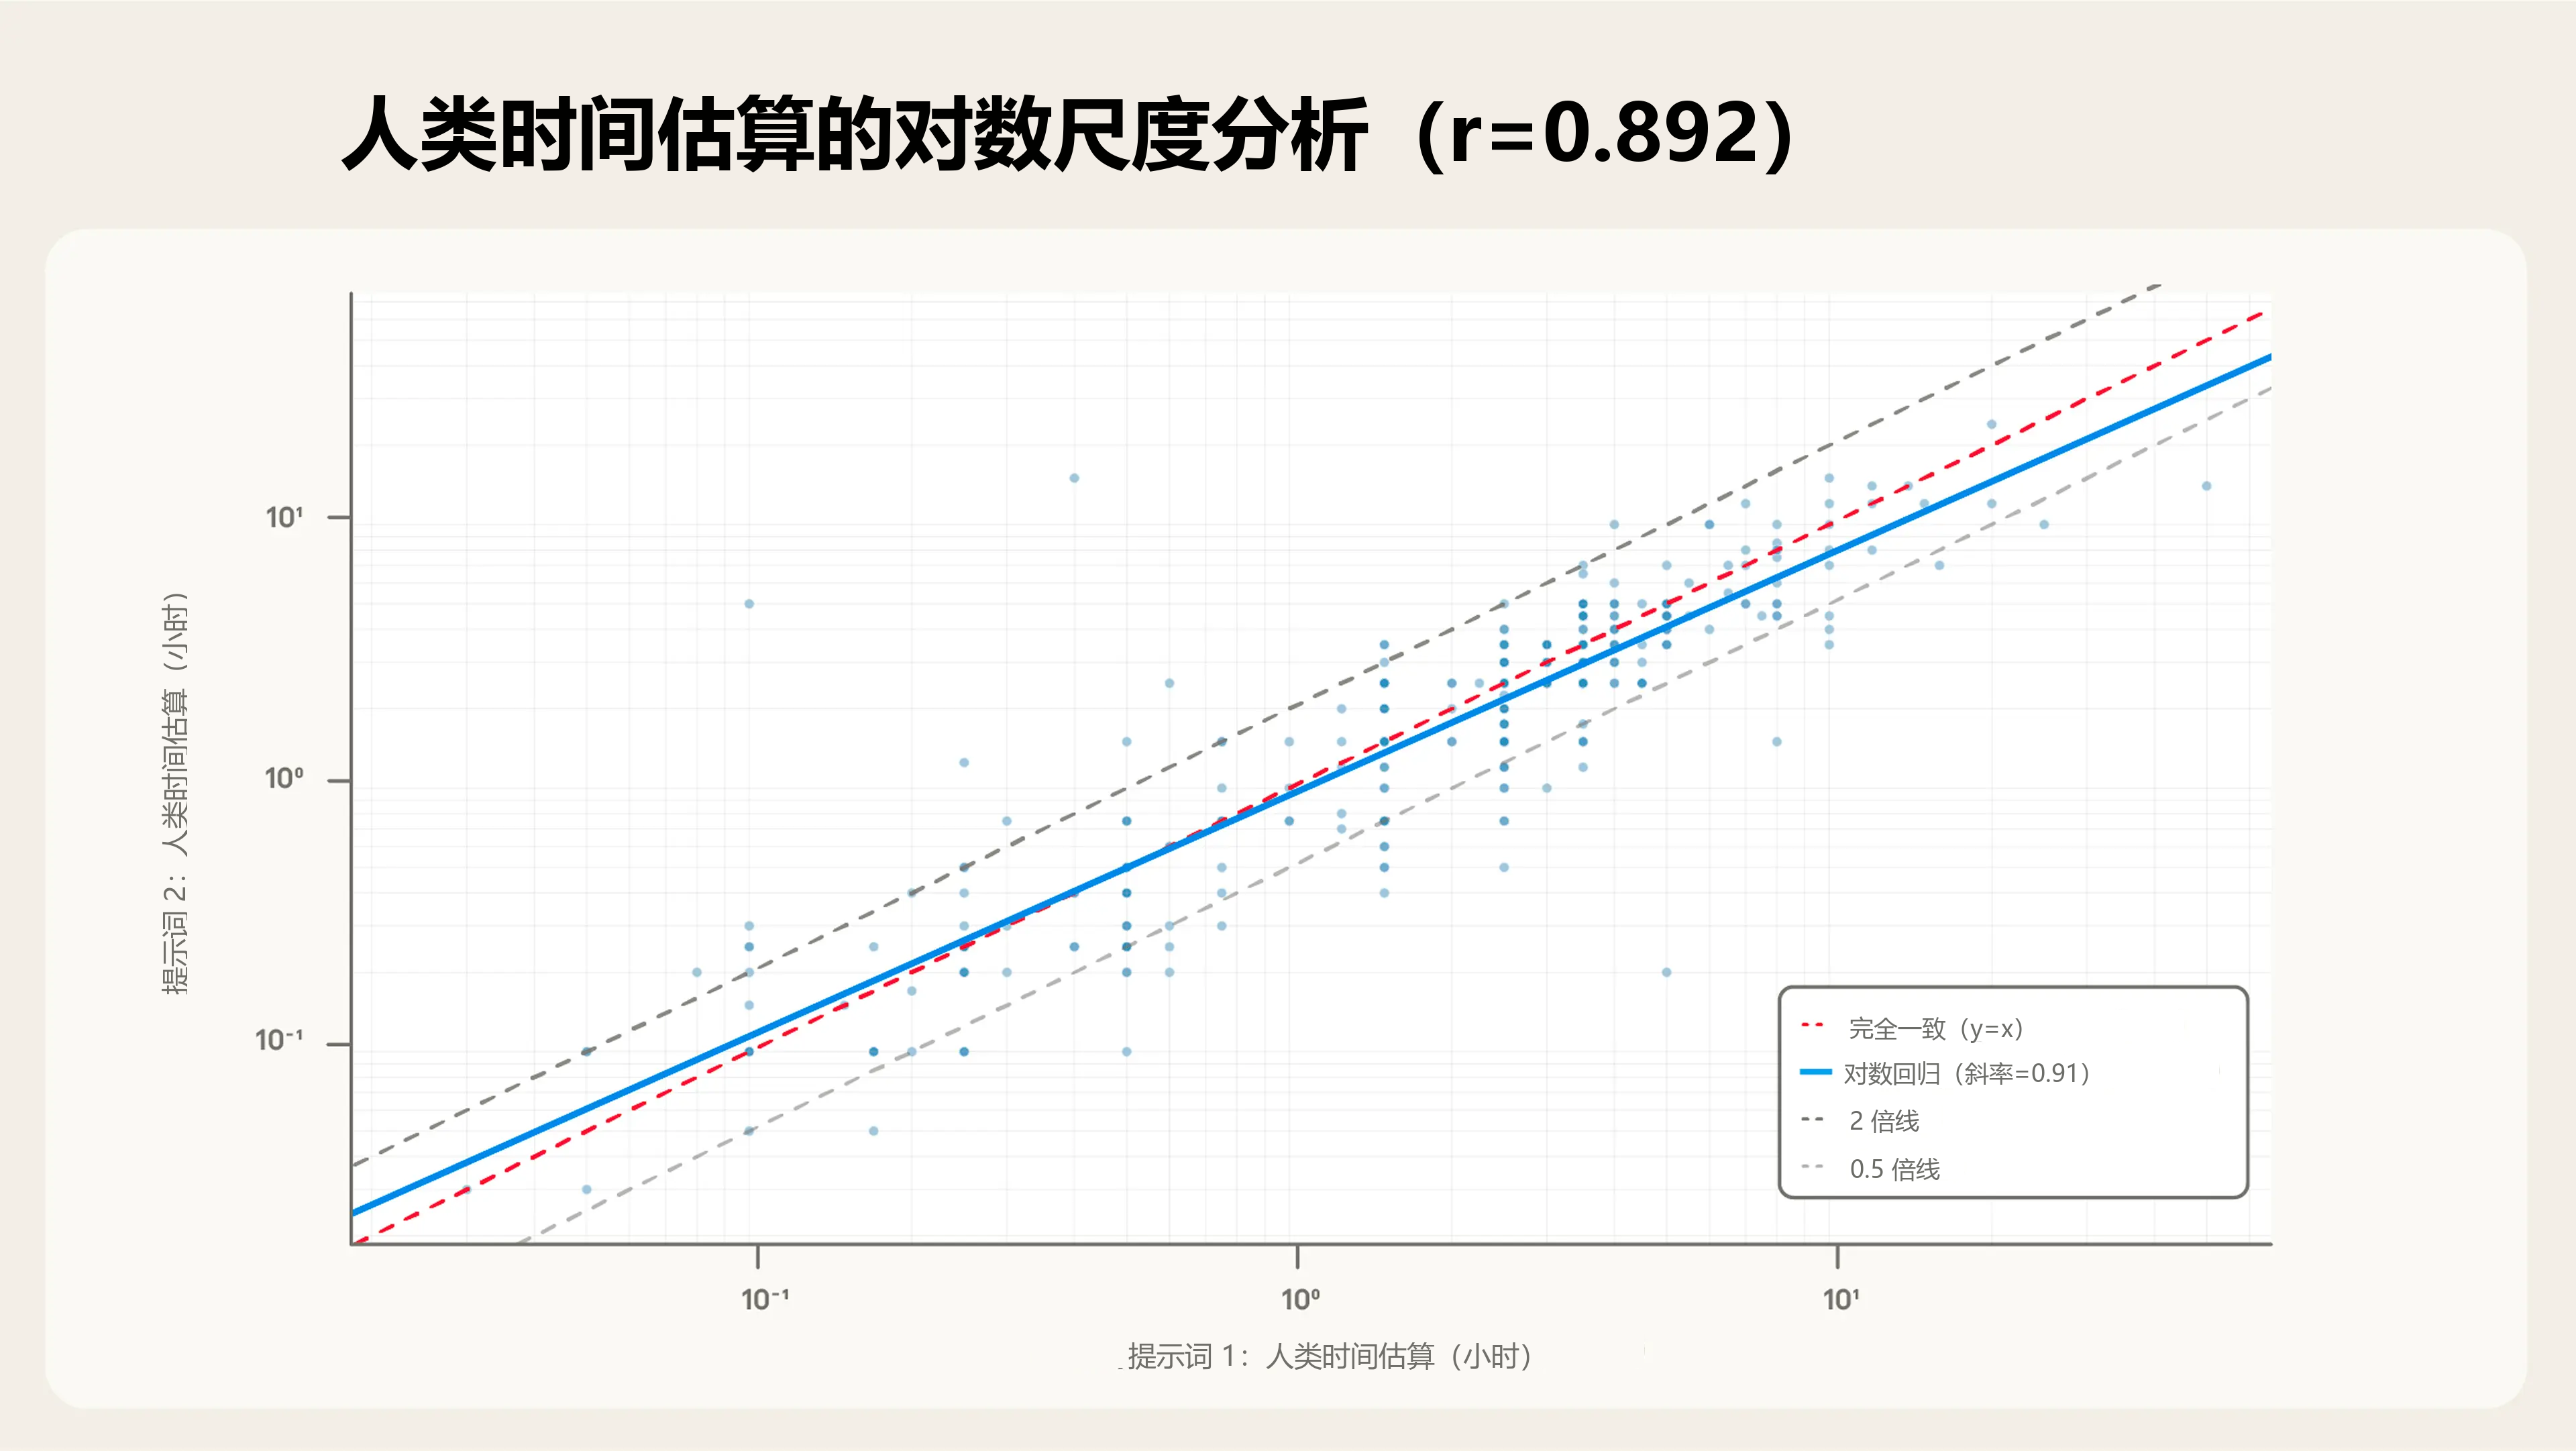 人类时间估算的对数尺度分析（r=0.892）
提示词 2：人类时间估算（小时）
10¹
10⁰
10⁻¹
完全一致（y=x）
对数回归（斜率=0.91）
2 倍线
0.5 倍线
10⁻¹
10⁰
10¹
提示词 1：人类时间估算（小时）